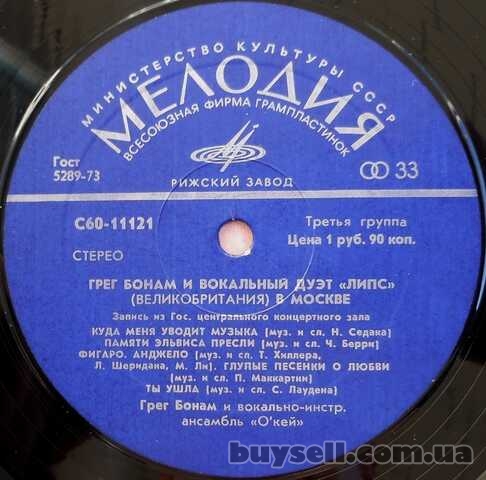 МИНИСТЕРСТВО КУЛЬТУРЫ СССР
МЕЛОДИЯ
ВСЕСОЮЗНАЯ ФИРМА ГРАМПЛАСТИНОК
Гост
5289-73
33
РИЖСКИЙ ЗАВОД
С60-11121
Третья группа
Цена 1 руб. 90 коп.
СТЕРЕО
ГРЕГ БОНАМ И ВОКАЛЬНЫЙ ДУЭТ «ЛИПС»
(ВЕЛИКОБРИТАНИЯ) В МОСКВЕ
Запись из Гос. центрального концертного зала
КУДА МЕНЯ УВОДИТ МУЗЫКА (муз. и сл. Н. Седака)
ПАМЯТИ ЭЛЬВИСА ПРЕСЛИ (муз. и сл. Ч. Берри)
ФИГАРО. АНДЖЕЛО (муз. и сл. Т. Хиллера,
Л. Шеридана, М. Ли). ГЛУПЫЕ ПЕСЕНКИ О ЛЮБВИ
(муз. и сл. П. Маккартни)
ТЫ УШЛА (муз. и сл. С. Лаудена)
Грег Бонам и вокально-инстр.
ансамбль «О'кей»
buysell.com.ua